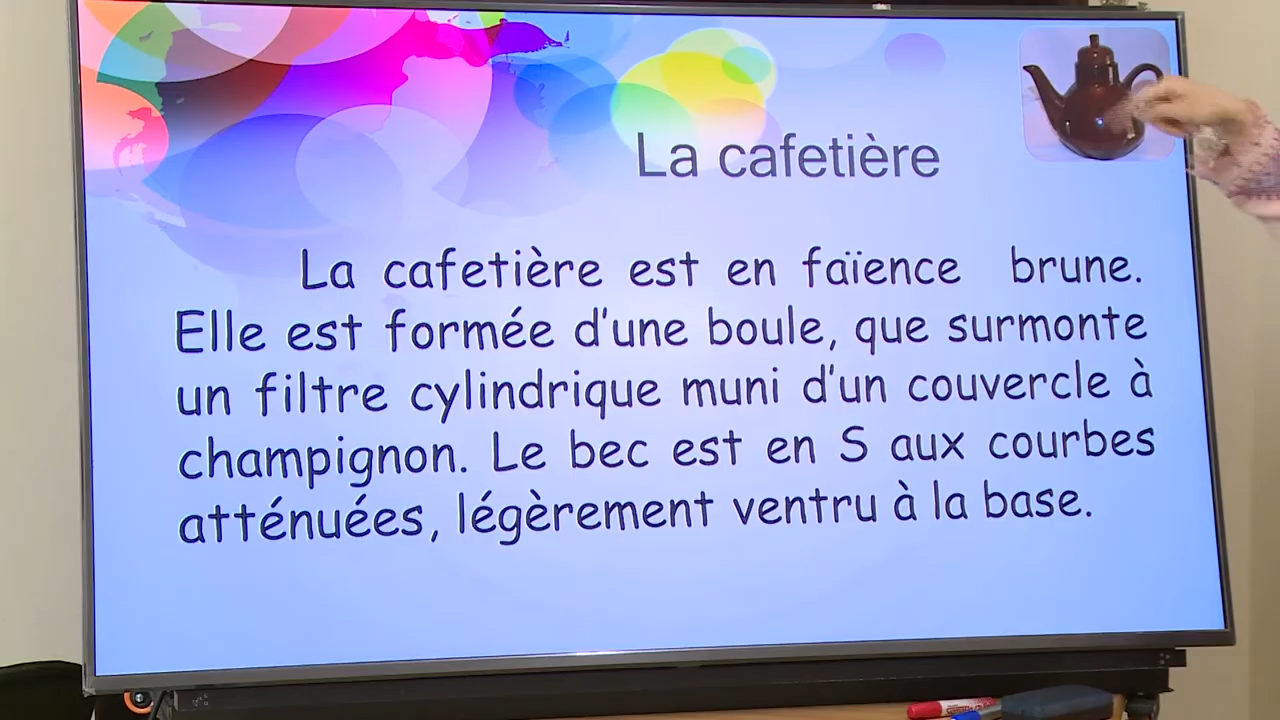 La cafetière
La cafetière est en faïence brune.
Elle est formée d'une boule, que surmonte
un filtre cylindrique muni d'un couvercle à
champignon. Le bec est en S aux courbes
atténuées, légèrement ventru à la base.